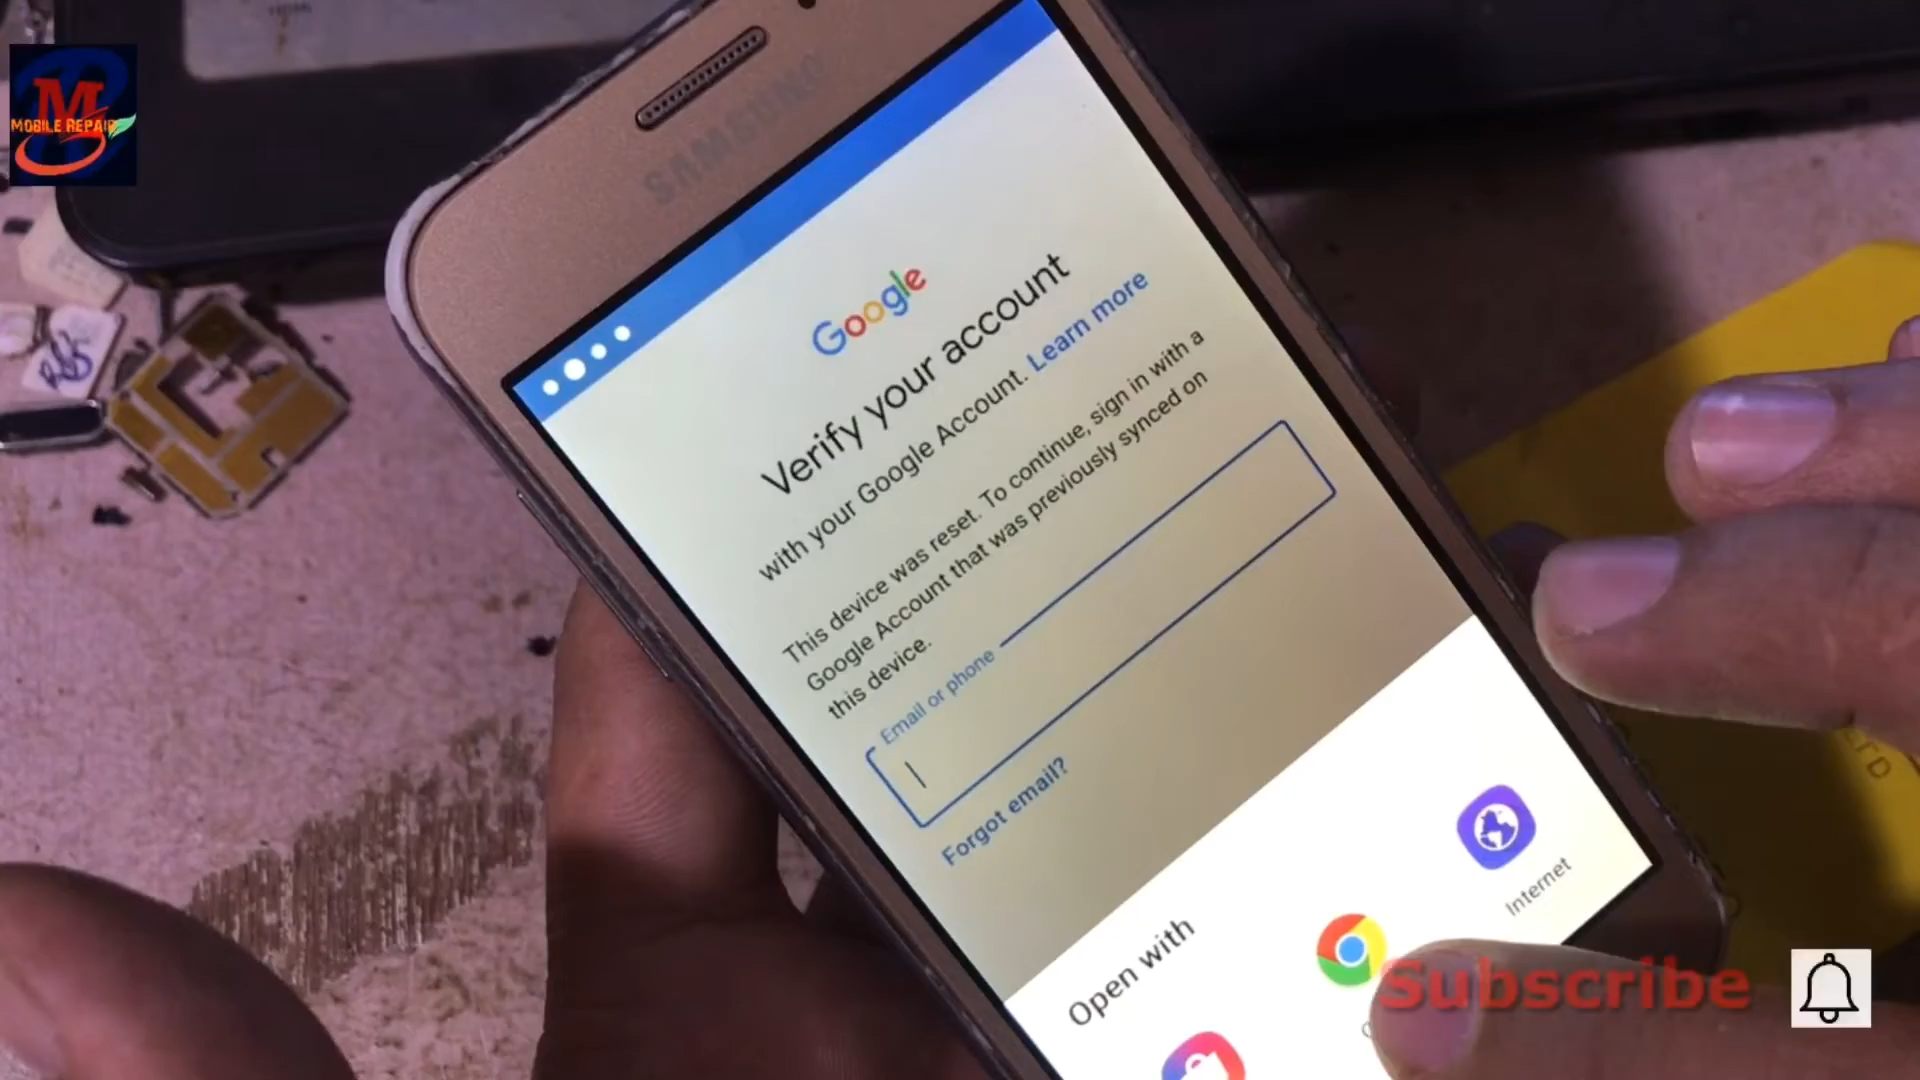 M
MOBILE REPAIR
SAMSUNG
Google
Verify your account
with your Google Account. Learn more
This device was reset. To continue, sign in with a
Google Account that was previously synced on
this device.
Email or phone
Forgot email?
Open with
Internet
Subscribe